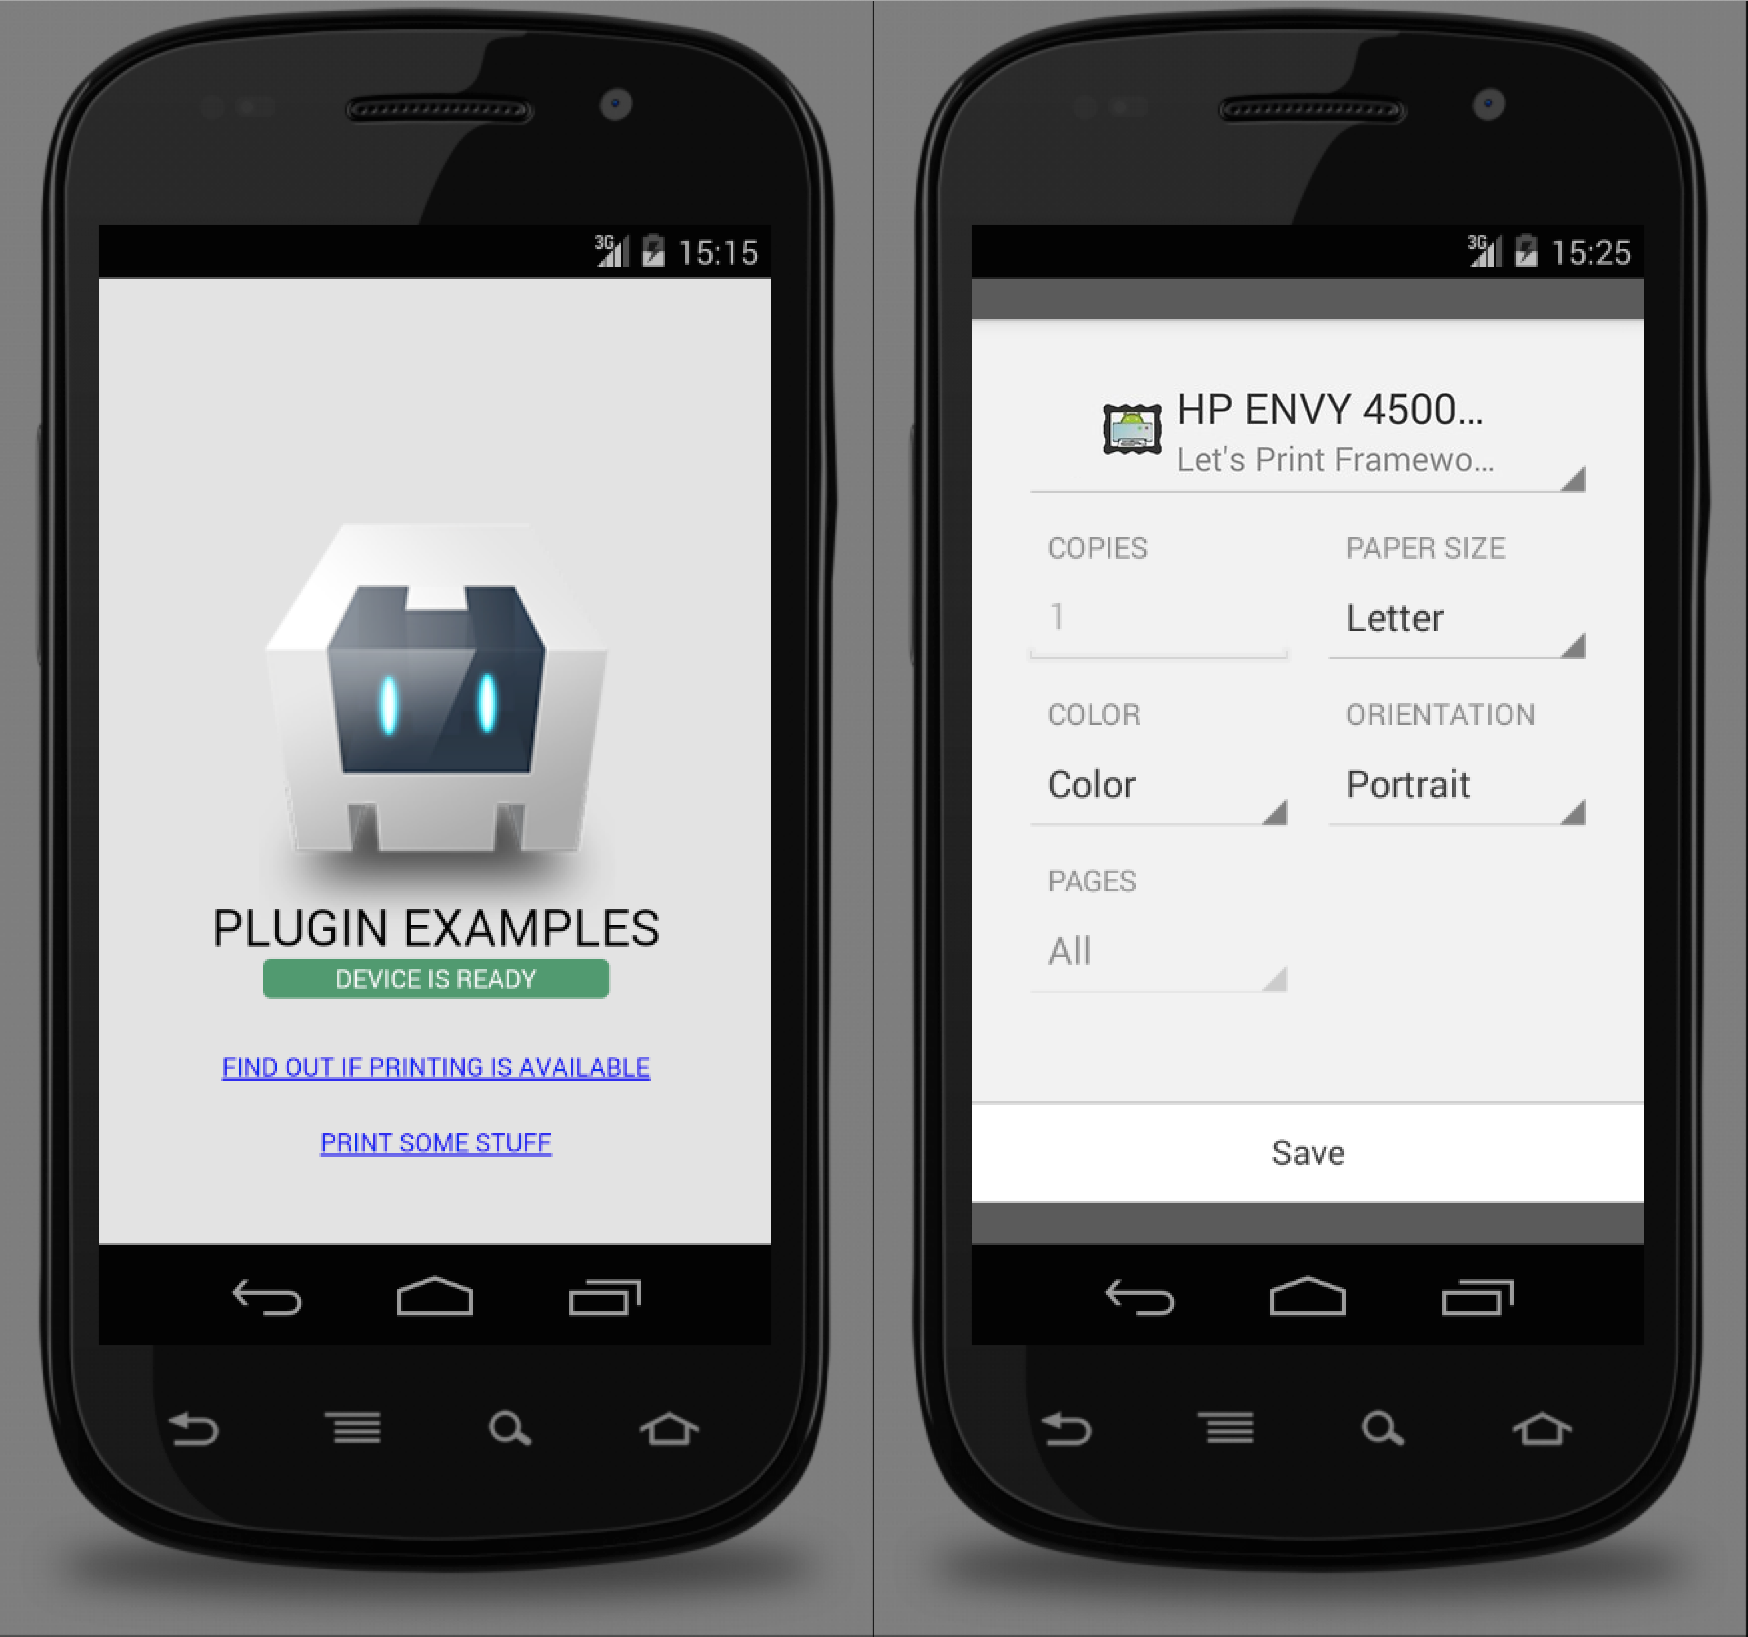 3G 15:15
PLUGIN EXAMPLES
DEVICE IS READY
FIND OUT IF PRINTING IS AVAILABLE
PRINT SOME STUFF
3G 15:25
HP ENVY 4500...
Let's Print Framewo...
COPIES PAPER SIZE
1 Letter
COLOR ORIENTATION
Color Portrait
PAGES
All
Save